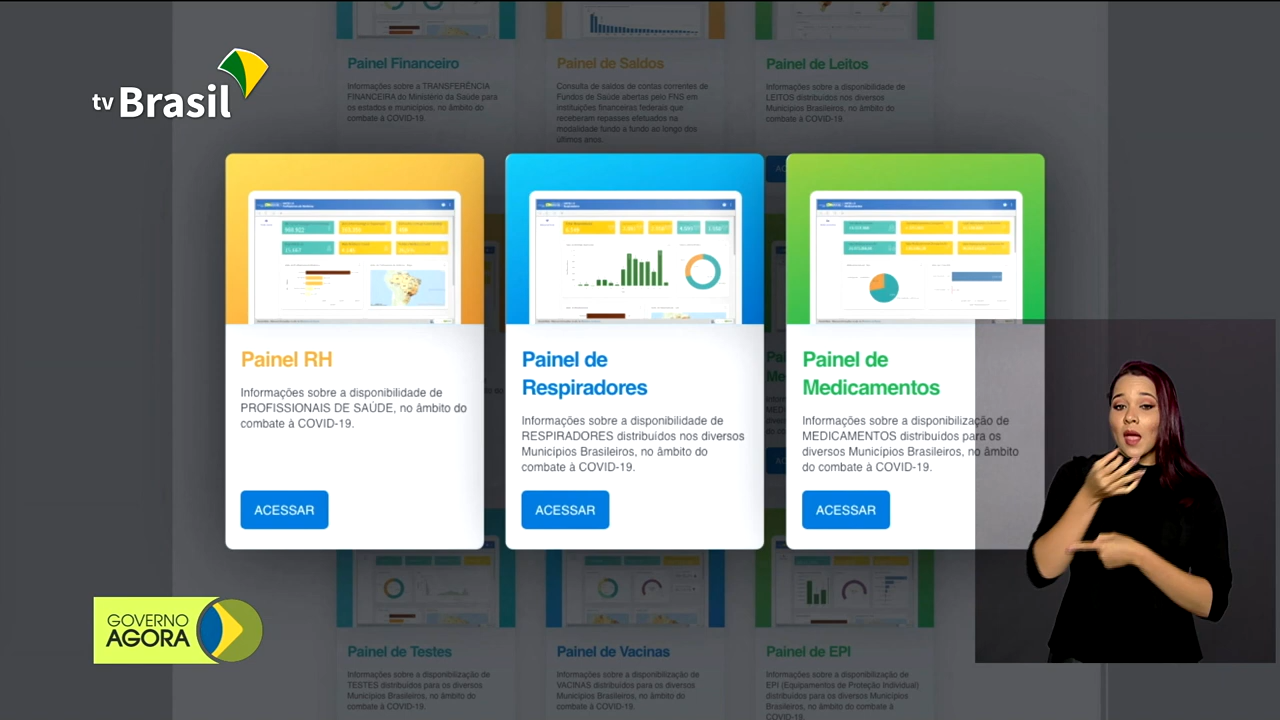 Painel Financeiro
Informações sobre a TRANSFERÊNCIA
FINANCEIRA do Ministério da Saúde para
os estados e municípios, no âmbito do
combate à COVID-19.
Painel de Saldos
Consulta de saldos de contas correntes de
Fundos de Saúde abertas pelo FNS em
instituições financeiras federais que
receberam repasses efetuados na
modalidade fundo a fundo ao longo dos
últimos anos.
Painel de Leitos
Informações sobre a disponibilidade de
LEITOS distribuídos nos diversos
Municípios Brasileiros, no âmbito do
combate à COVID-19
tv Brasil
Painel RH
Informações sobre a disponibilidade de
PROFISSIONAIS DE SAÚDE, no âmbito do
combate à COVID-19.
ACESSAR
Painel de
Respiradores
Informações sobre a disponibilidade de
RESPIRADORES distribuídos nos diversos
Municípios Brasileiros, no âmbito do
combate à COVID-19.
ACESSAR
Painel de
Medicamentos
Informações sobre a disponibilização de
MEDICAMENTOS distribuídos para os
diversos Municípios Brasileiros, no âmbito
do combate à COVID-19.
ACESSAR
GOVERNO
AGORA
Painel de Testes
Informações sobre a disponibilização de
TESTES distribuídos para os diversos
Municípios Brasileiros, no âmbito do
combate à COVID-19.
Painel de Vacinas
Informações sobre a disponibilização de
VACINAS distribuídos para os diversos
Municípios Brasileiros, no âmbito do
combate à COVID-19.
Painel de EPI
Informações sobre a disponibilização de
EPI (Equipamentos de Proteção Individual)
distribuídos para os diversos
Municípios Brasileiros, no âmbito do
combate à
COVID-19.